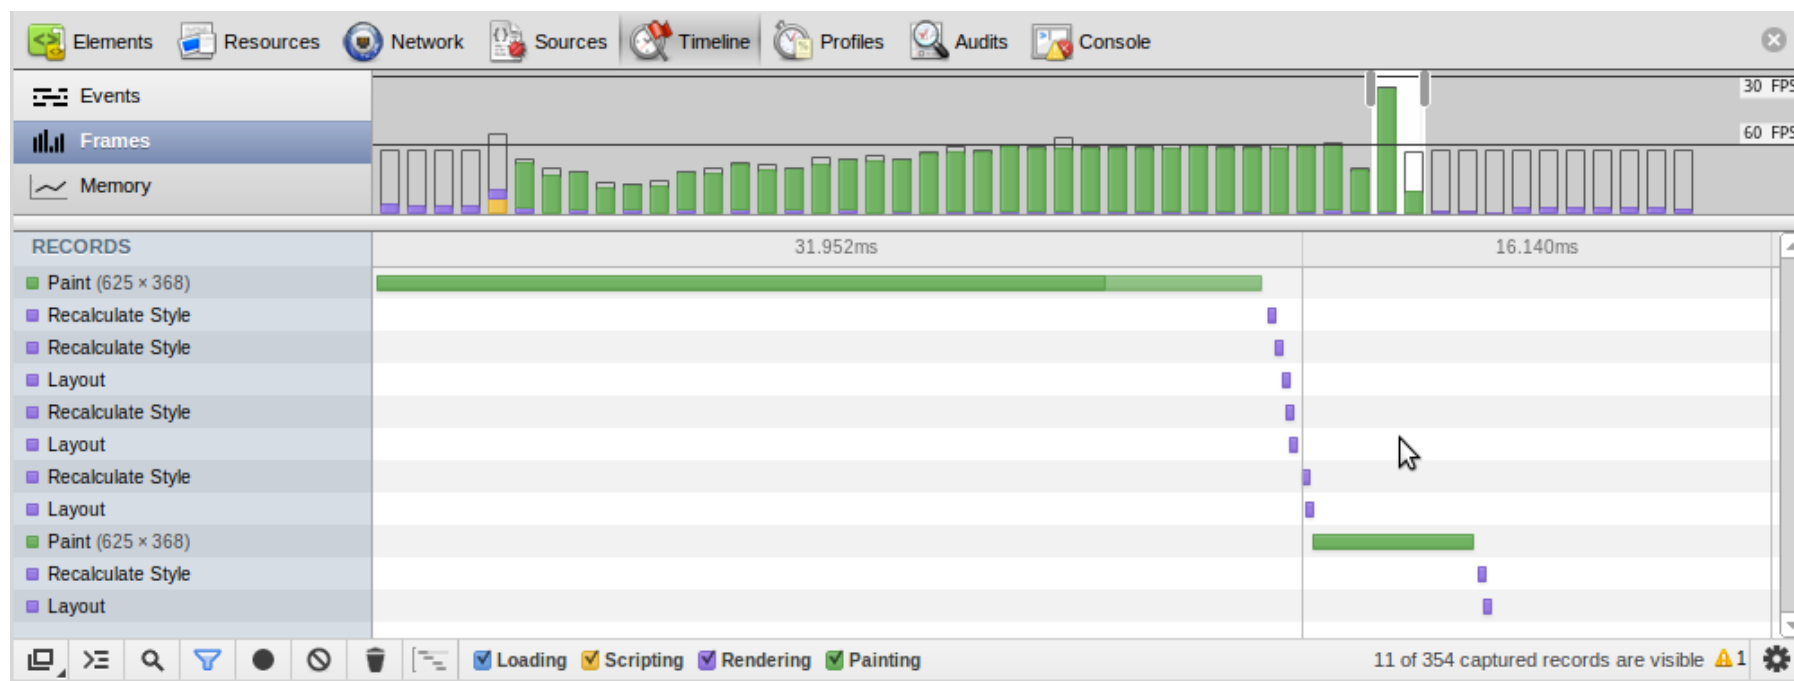 Elements Resources Network Sources Timeline Profiles Audits Console
Events
30 FPS
Frames
60 FPS
Memory
RECORDS 31.952ms 16.140ms
Paint (625 × 368)
Recalculate Style
Recalculate Style
Layout
Recalculate Style
Layout
Recalculate Style
Layout
Paint (625 × 368)
Recalculate Style
Layout
Loading Scripting Rendering Painting 11 of 354 captured records are visible 1